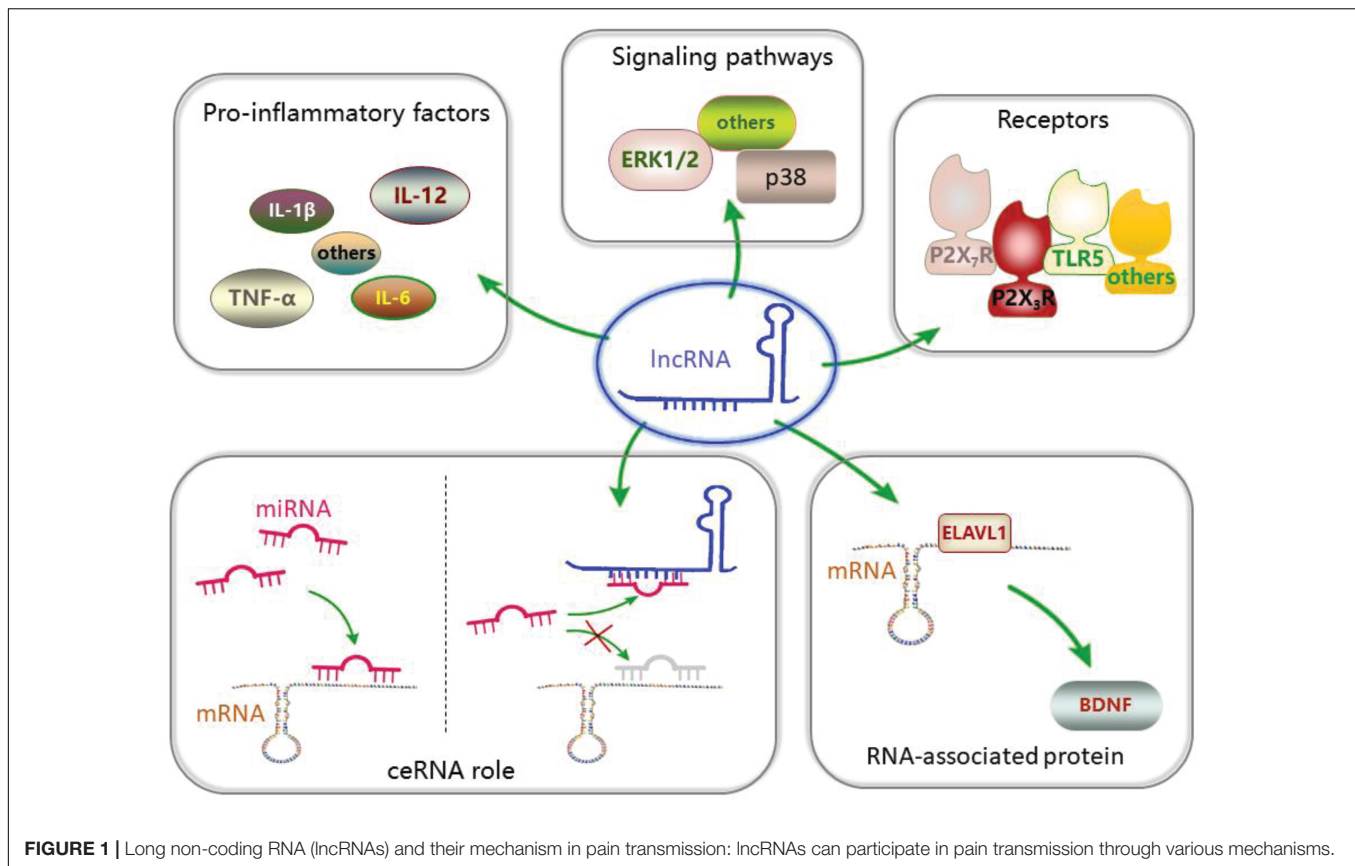 Signaling pathways
others
ERK1/2
p38
Pro-inflammatory factors
IL-1β
IL-12
others
TNF-α
IL-6
Receptors
P2X₇R
TLR5
others
P2X₃R
lncRNA
miRNA
mRNA
ceRNA role
ELAVL1
mRNA
BDNF
RNA-associated protein
FIGURE 1 | Long non-coding RNA (lncRNAs) and their mechanism in pain transmission: lncRNAs can participate in pain transmission through various mechanisms.